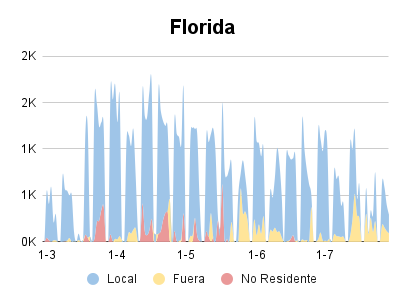 Florida
2K
2K
1K
1K
0K
1-3
1-4
1-5
1-6
1-7
Local
Fuera
No Residente